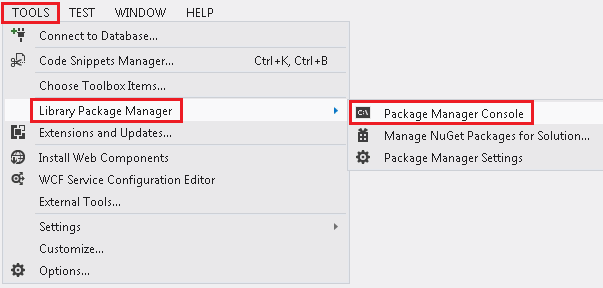 TOOLS TEST WINDOW HELP
Connect to Database...
Code Snippets Manager... Ctrl+K, Ctrl+B
Choose Toolbox Items...
Library Package Manager
Extensions and Updates...
Install Web Components
WCF Service Configuration Editor
External Tools...
Settings
Customize...
Options...
C:\
Package Manager Console
Manage NuGet Packages for Solution...
Package Manager Settings